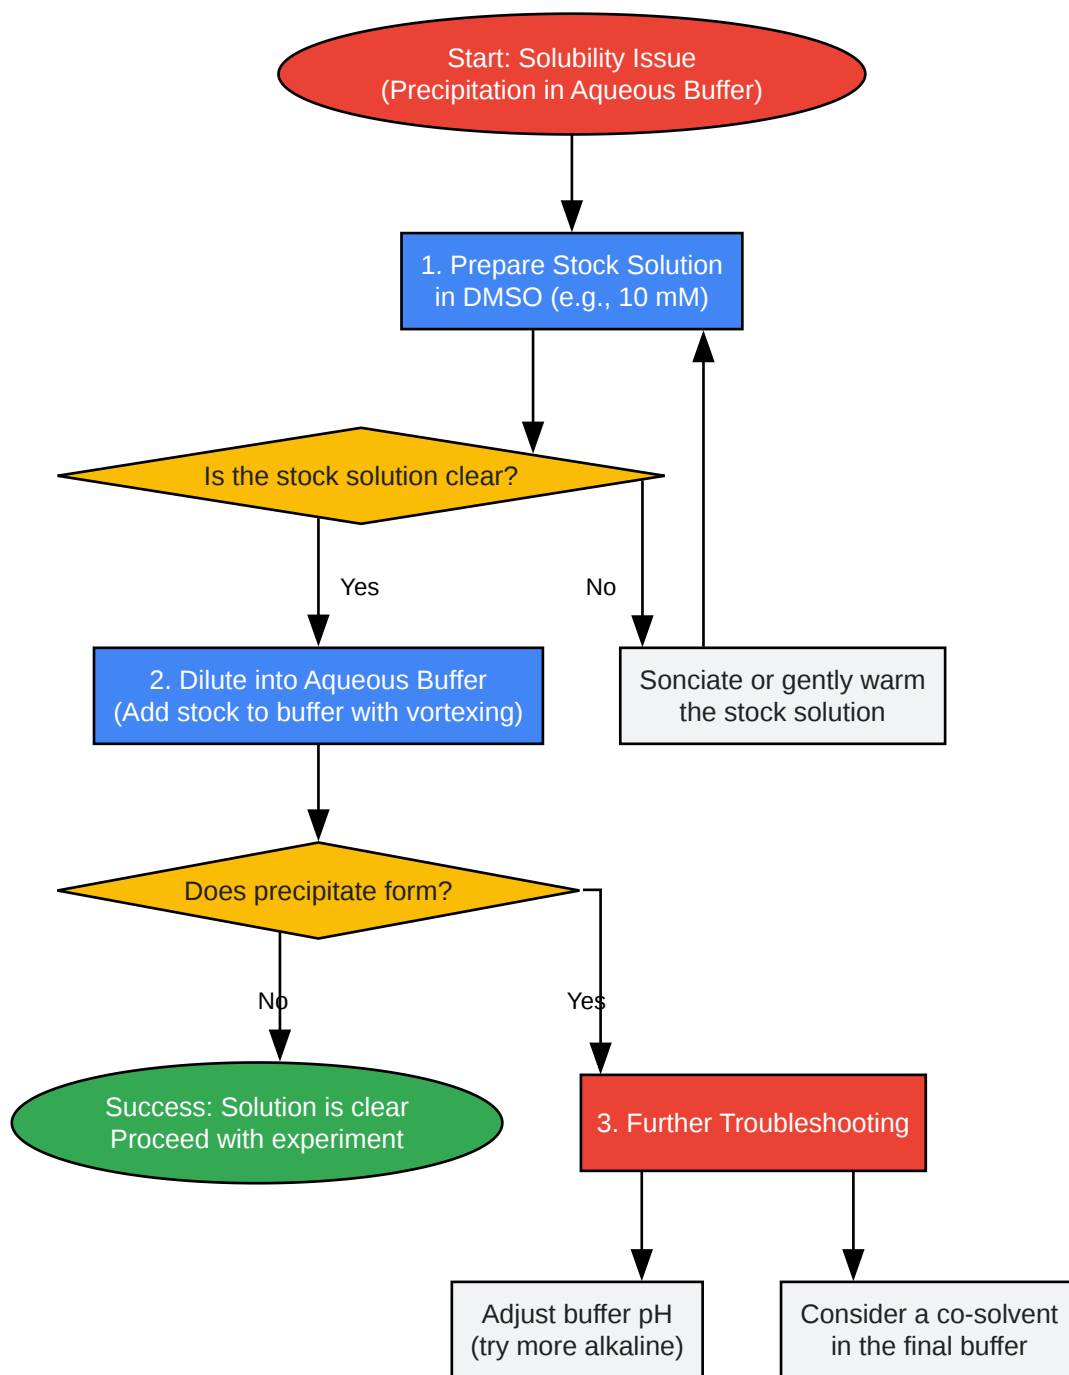 Start: Solubility Issue
(Precipitation in Aqueous Buffer)
1. Prepare Stock Solution
in DMSO (e.g., 10 mM)
Is the stock solution clear?
Yes
No
2. Dilute into Aqueous Buffer
(Add stock to buffer with vortexing)
Sonciate or gently warm
the stock solution
Does precipitate form?
No
Yes
Success: Solution is clear
Proceed with experiment
3. Further Troubleshooting
Adjust buffer pH
(try more alkaline)
Consider a co-solvent
in the final buffer